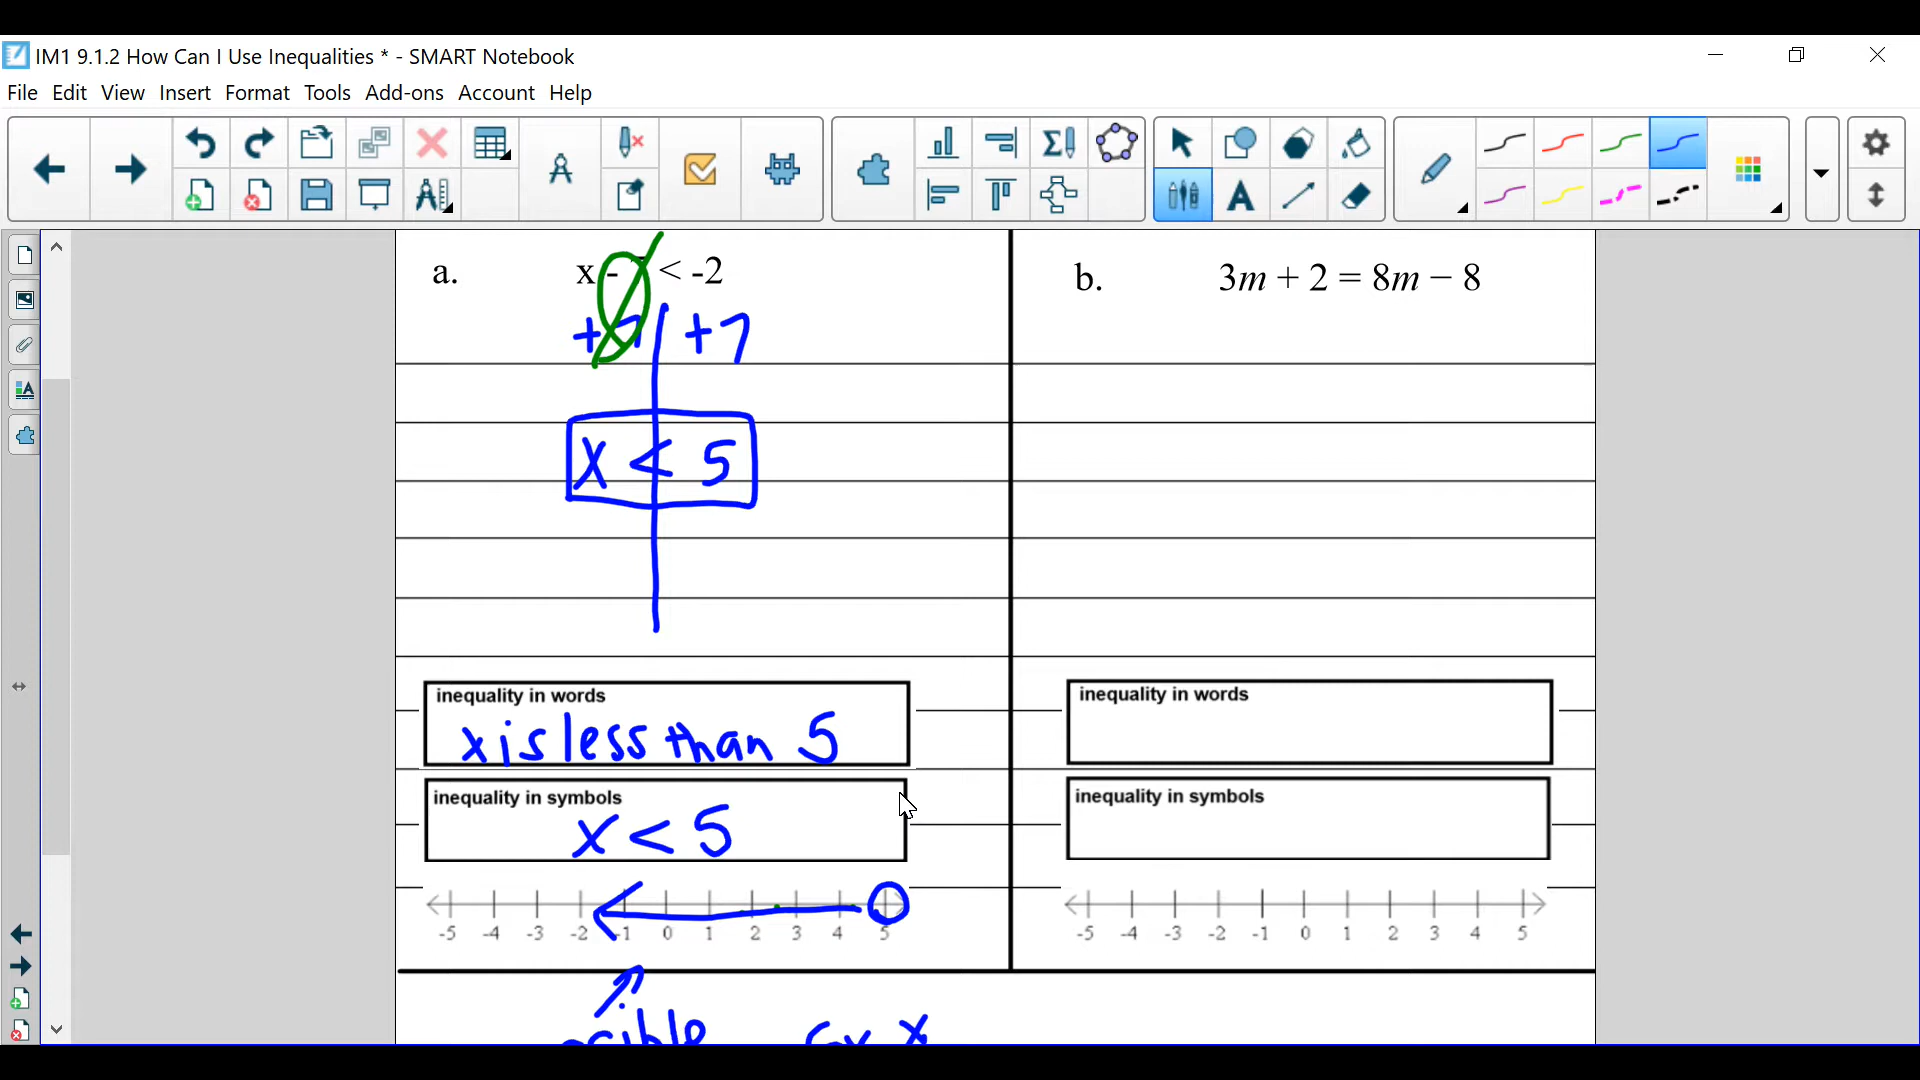 IM1 9.1.2 How Can I Use Inequalities * - SMART Notebook
File Edit View Insert Format Tools Add-ons Account Help
a. x - 7 < -2
+7 +7
x < 5
inequality in words
x is less than 5
inequality in symbols
x < 5
-5 -4 -3 -2 -1 0 1 2 3 4 5
b. 3m + 2 = 8m − 8
inequality in words
inequality in symbols
-5 -4 -3 -2 -1 0 1 2 3 4 5